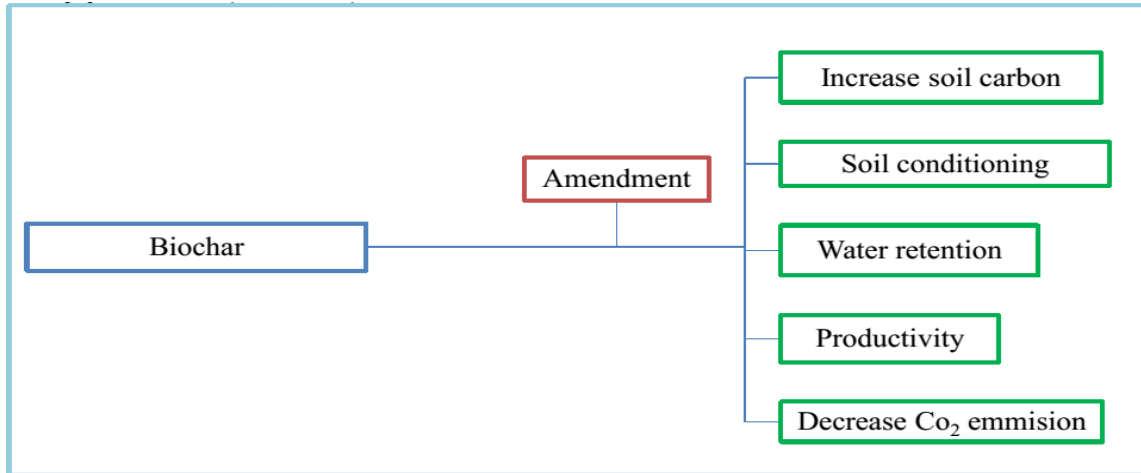 Increase soil carbon
Amendment
Soil conditioning
Biochar
Water retention
Productivity
Decrease Co₂ emmision